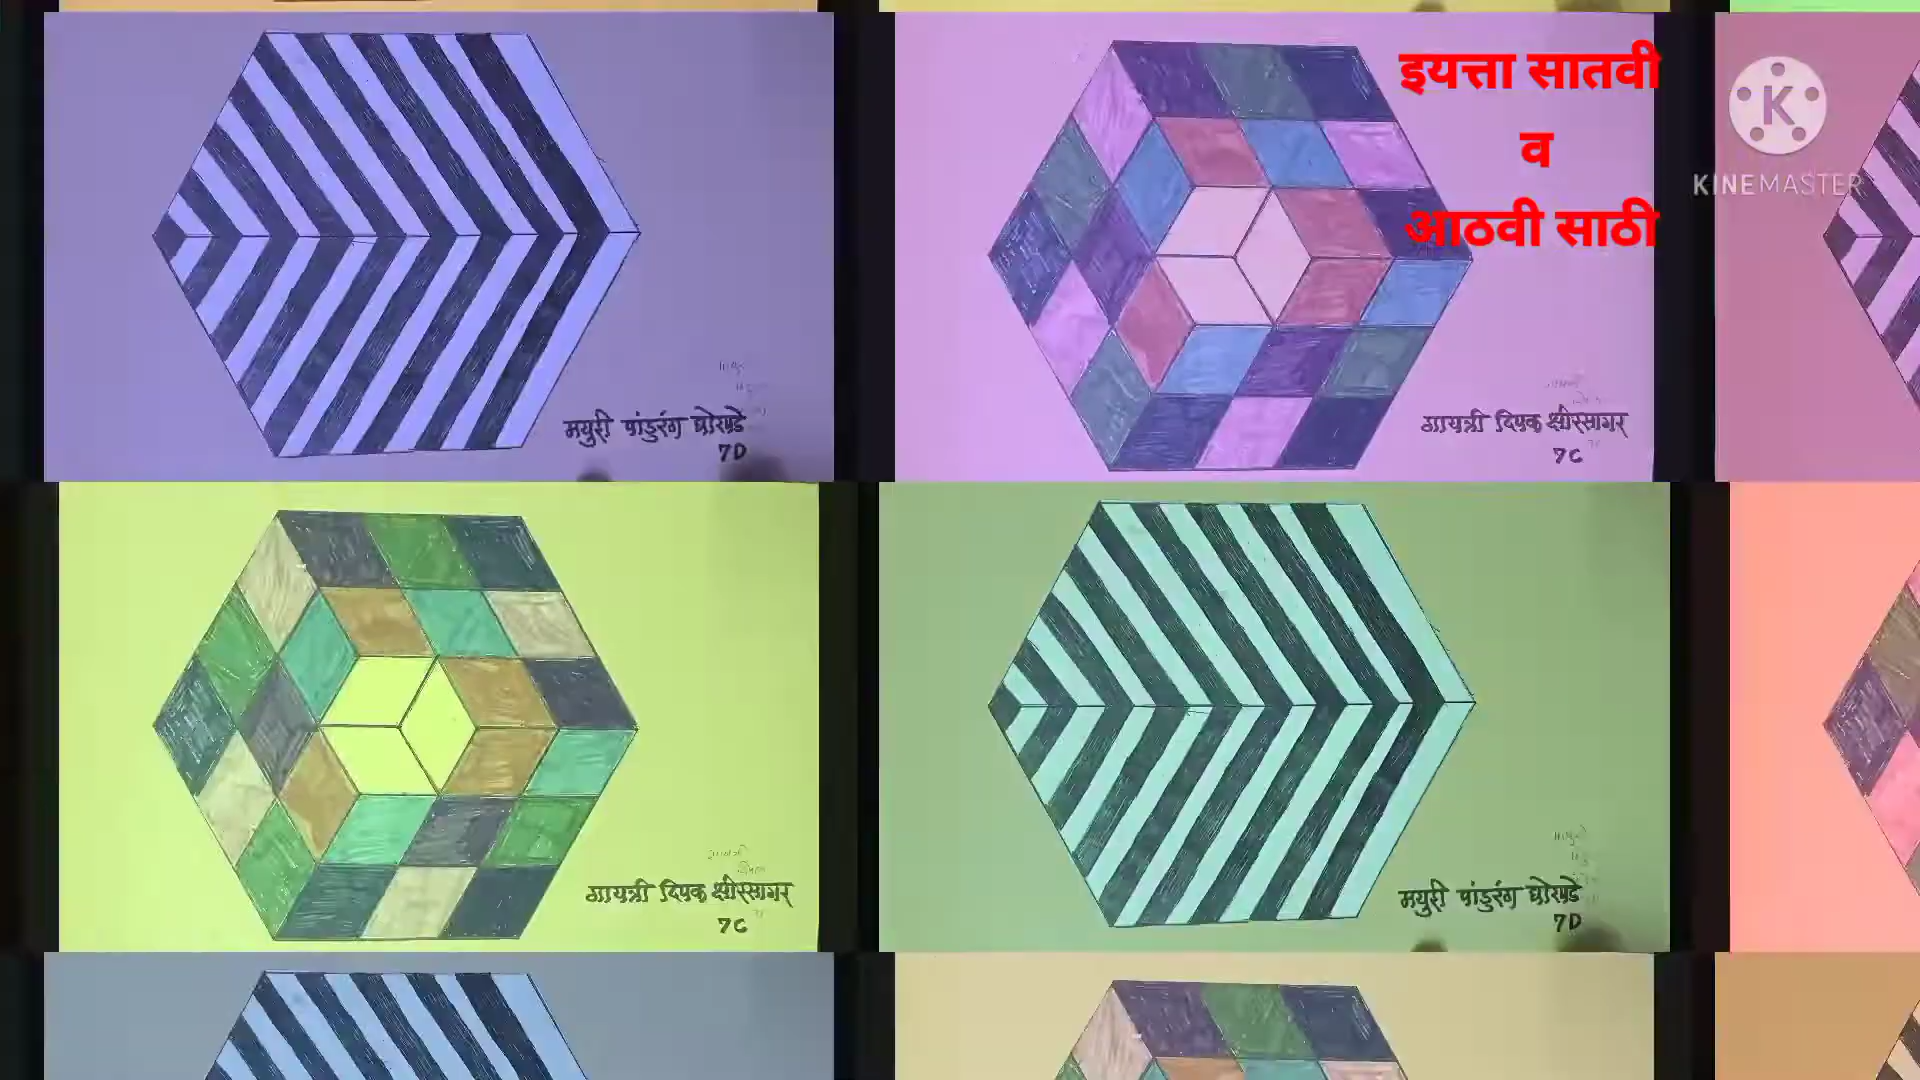 इयत्ता सातवी
व
आठवी साठी
KINEMASTER
मयुरी पांडुरंग घोरपडे
7D
गायत्री दिपक क्षीरसागर
7C
गायत्री दिपक क्षीरसागर
7C
मयुरी पांडुरंग घोरपडे
7D